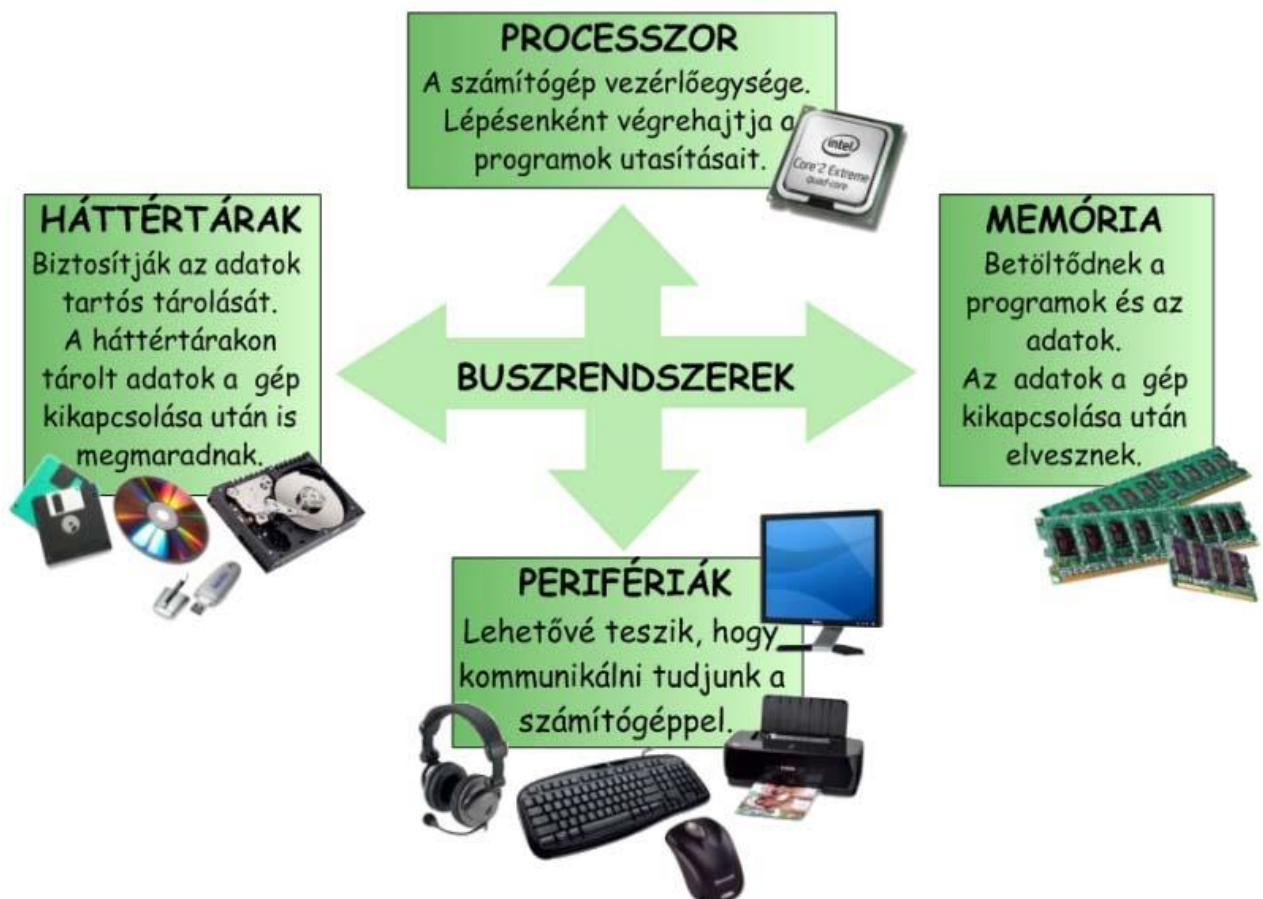 PROCESSZOR
A számítógép vezérlőegysége.
Lépésenként végrehajtja a
programok utasításait.
intel
Core 2 Extreme
quad-core
HÁTTÉRTÁRAK
Biztosítják az adatok
tartós tárolását.
A háttértárakon
tárolt adatok a gép
kikapcsolása után is
megmaradnak.
BUSZRENDSZEREK
MEMÓRIA
Betöltődnek a
programok és az
adatok.
Az adatok a gép
kikapcsolása után
elvesznek.
PERIFÉRIÁK
Lehetővé teszik, hogy
kommunikálni tudjunk a
számítógéppel.